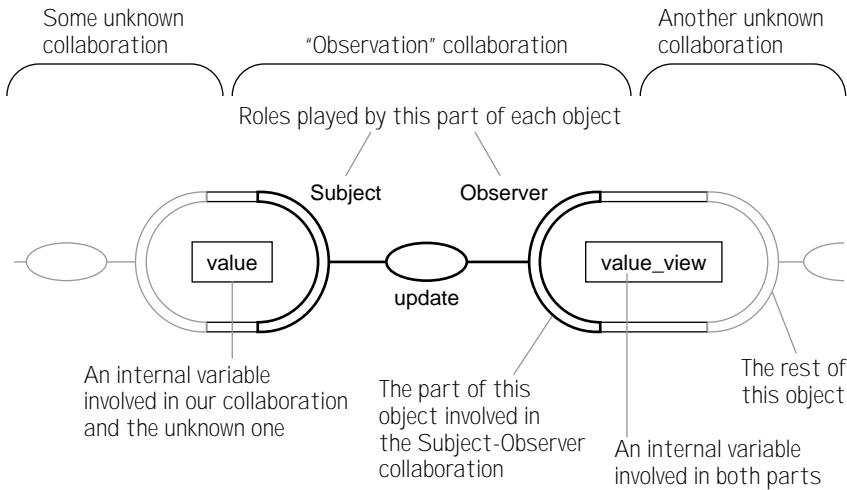 Some unknown
collaboration
“Observation” collaboration
Another unknown
collaboration
Roles played by this part of each object
Subject
Observer
value
update
value_view
An internal variable
involved in our collaboration
and the unknown one
The part of this
object involved in
the Subject-Observer
collaboration
The rest of
this object
An internal variable
involved in both parts